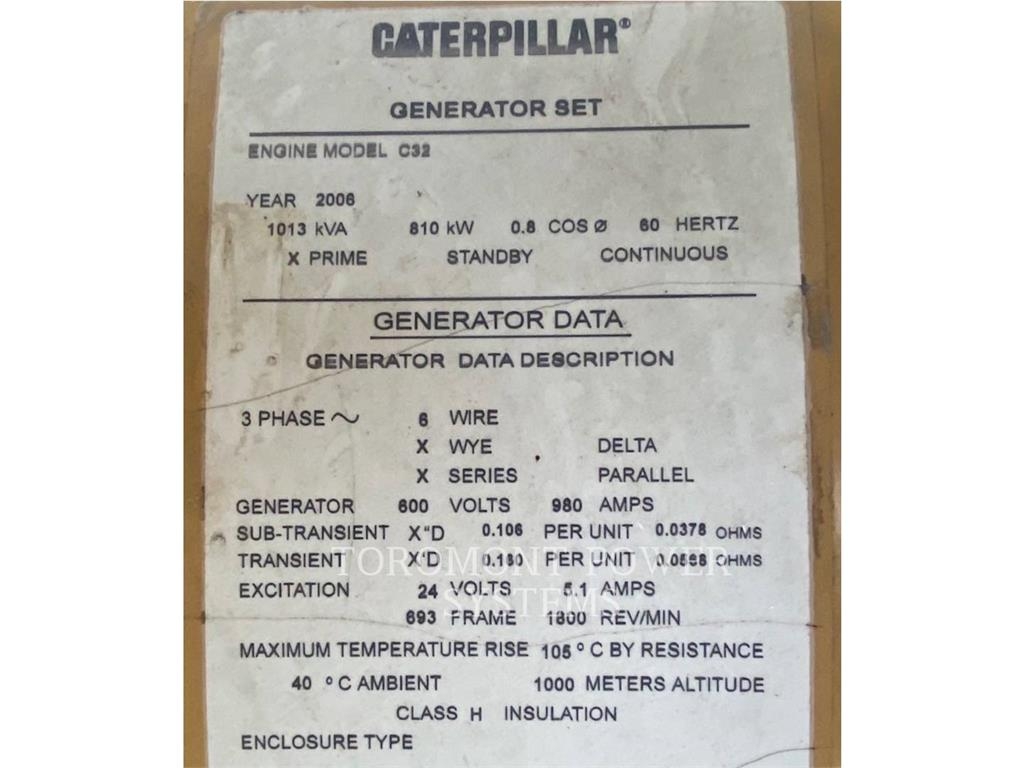 CATERPILLAR®
GENERATOR SET
ENGINE MODEL C32
YEAR 2006
1013 kVA 810 kW 0.8 COS Ø 60 HERTZ
X PRIME STANDBY CONTINUOUS
GENERATOR DATA
GENERATOR DATA DESCRIPTION
3 PHASE ~ 6 WIRE
X WYE DELTA
X SERIES PARALLEL
GENERATOR 600 VOLTS 980 AMPS
SUB-TRANSIENT X"D 0.106 PER UNIT 0.0378 OHMS
TRANSIENT X'D PER UNIT OHMS
TOROMONT POWER
SYSTEMS
EXCITATION 24 VOLTS 5.1 AMPS
693 FRAME 1800 REV/MIN
MAXIMUM TEMPERATURE RISE 105 ° C BY RESISTANCE
40 ° C AMBIENT 1000 METERS ALTITUDE
CLASS H INSULATION
ENCLOSURE TYPE